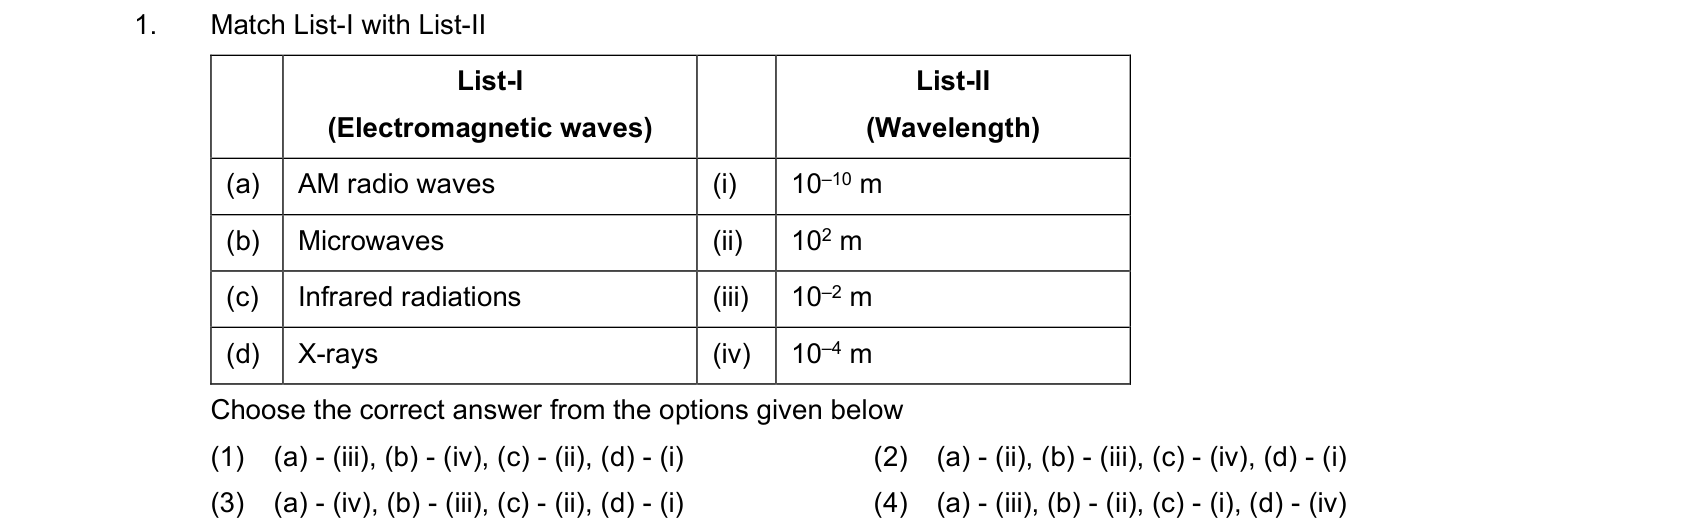 1. Match List-I with List-II
List-I List-II
(Electromagnetic waves) (Wavelength)
(a) AM radio waves (i) 10⁻¹⁰ m
(b) Microwaves (ii) 10² m
(c) Infrared radiations (iii) 10⁻² m
(d) X-rays (iv) 10⁻⁴ m
Choose the correct answer from the options given below
(1) (a) - (iii), (b) - (iv), (c) - (ii), (d) - (i) (2) (a) - (ii), (b) - (iii), (c) - (iv), (d) - (i)
(3) (a) - (iv), (b) - (iii), (c) - (ii), (d) - (i) (4) (a) - (iii), (b) - (ii), (c) - (i), (d) - (iv)